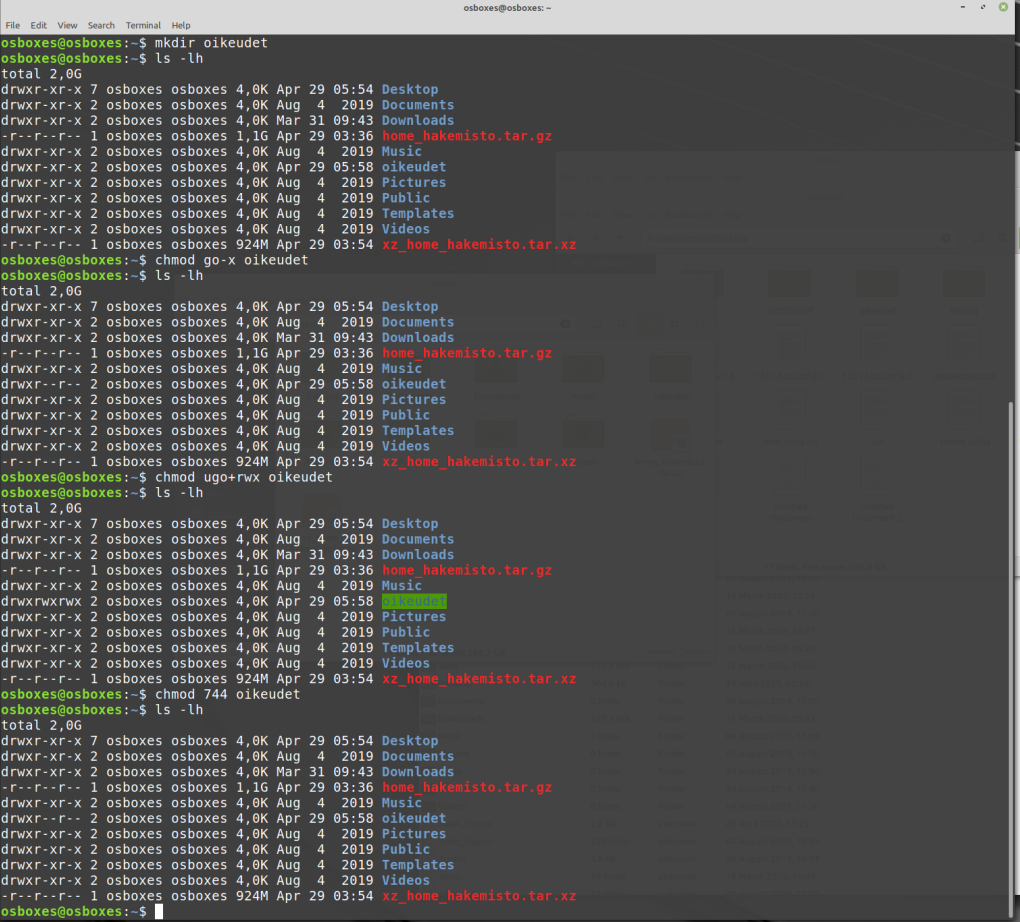 osboxes@osboxes: ~
File Edit View Search Terminal Help
osboxes@osboxes:~$ mkdir oikeudet
osboxes@osboxes:~$ ls -lh
total 2,0G
drwxr-xr-x 7 osboxes osboxes 4,0K Apr 29 05:54 Desktop
drwxr-xr-x 2 osboxes osboxes 4,0K Aug  4  2019 Documents
drwxr-xr-x 2 osboxes osboxes 4,0K Mar 31 09:43 Downloads
-r--r--r-- 1 osboxes osboxes 1,1G Apr 29 03:36 home_hakemisto.tar.gz
drwxr-xr-x 2 osboxes osboxes 4,0K Aug  4  2019 Music
drwxr-xr-x 2 osboxes osboxes 4,0K Apr 29 05:58 oikeudet
drwxr-xr-x 2 osboxes osboxes 4,0K Aug  4  2019 Pictures
drwxr-xr-x 2 osboxes osboxes 4,0K Aug  4  2019 Public
drwxr-xr-x 2 osboxes osboxes 4,0K Aug  4  2019 Templates
drwxr-xr-x 2 osboxes osboxes 4,0K Aug  4  2019 Videos
-r--r--r-- 1 osboxes osboxes 924M Apr 29 03:54 xz_home_hakemisto.tar.xz
osboxes@osboxes:~$ chmod go-x oikeudet
osboxes@osboxes:~$ ls -lh
total 2,0G
drwxr-xr-x 7 osboxes osboxes 4,0K Apr 29 05:54 Desktop
drwxr-xr-x 2 osboxes osboxes 4,0K Aug  4  2019 Documents
drwxr-xr-x 2 osboxes osboxes 4,0K Mar 31 09:43 Downloads
-r--r--r-- 1 osboxes osboxes 1,1G Apr 29 03:36 home_hakemisto.tar.gz
drwxr-xr-x 2 osboxes osboxes 4,0K Aug  4  2019 Music
drwxr--r-- 2 osboxes osboxes 4,0K Apr 29 05:58 oikeudet
drwxr-xr-x 2 osboxes osboxes 4,0K Aug  4  2019 Pictures
drwxr-xr-x 2 osboxes osboxes 4,0K Aug  4  2019 Public
drwxr-xr-x 2 osboxes osboxes 4,0K Aug  4  2019 Templates
drwxr-xr-x 2 osboxes osboxes 4,0K Aug  4  2019 Videos
-r--r--r-- 1 osboxes osboxes 924M Apr 29 03:54 xz_home_hakemisto.tar.xz
osboxes@osboxes:~$ chmod ugo+rwx oikeudet
osboxes@osboxes:~$ ls -lh
total 2,0G
drwxr-xr-x 7 osboxes osboxes 4,0K Apr 29 05:54 Desktop
drwxr-xr-x 2 osboxes osboxes 4,0K Aug  4  2019 Documents
drwxr-xr-x 2 osboxes osboxes 4,0K Mar 31 09:43 Downloads
-r--r--r-- 1 osboxes osboxes 1,1G Apr 29 03:36 home_hakemisto.tar.gz
drwxr-xr-x 2 osboxes osboxes 4,0K Aug  4  2019 Music
drwxrwxrwx 2 osboxes osboxes 4,0K Apr 29 05:58 oikeudet
drwxr-xr-x 2 osboxes osboxes 4,0K Aug  4  2019 Pictures
drwxr-xr-x 2 osboxes osboxes 4,0K Aug  4  2019 Public
drwxr-xr-x 2 osboxes osboxes 4,0K Aug  4  2019 Templates
drwxr-xr-x 2 osboxes osboxes 4,0K Aug  4  2019 Videos
-r--r--r-- 1 osboxes osboxes 924M Apr 29 03:54 xz_home_hakemisto.tar.xz
osboxes@osboxes:~$ chmod 744 oikeudet
osboxes@osboxes:~$ ls -lh
total 2,0G
drwxr-xr-x 7 osboxes osboxes 4,0K Apr 29 05:54 Desktop
drwxr-xr-x 2 osboxes osboxes 4,0K Aug  4  2019 Documents
drwxr-xr-x 2 osboxes osboxes 4,0K Mar 31 09:43 Downloads
-r--r--r-- 1 osboxes osboxes 1,1G Apr 29 03:36 home_hakemisto.tar.gz
drwxr-xr-x 2 osboxes osboxes 4,0K Aug  4  2019 Music
drwxr--r-- 2 osboxes osboxes 4,0K Apr 29 05:58 oikeudet
drwxr-xr-x 2 osboxes osboxes 4,0K Aug  4  2019 Pictures
drwxr-xr-x 2 osboxes osboxes 4,0K Aug  4  2019 Public
drwxr-xr-x 2 osboxes osboxes 4,0K Aug  4  2019 Templates
drwxr-xr-x 2 osboxes osboxes 4,0K Aug  4  2019 Videos
-r--r--r-- 1 osboxes osboxes 924M Apr 29 03:54 xz_home_hakemisto.tar.xz
osboxes@osboxes:~$